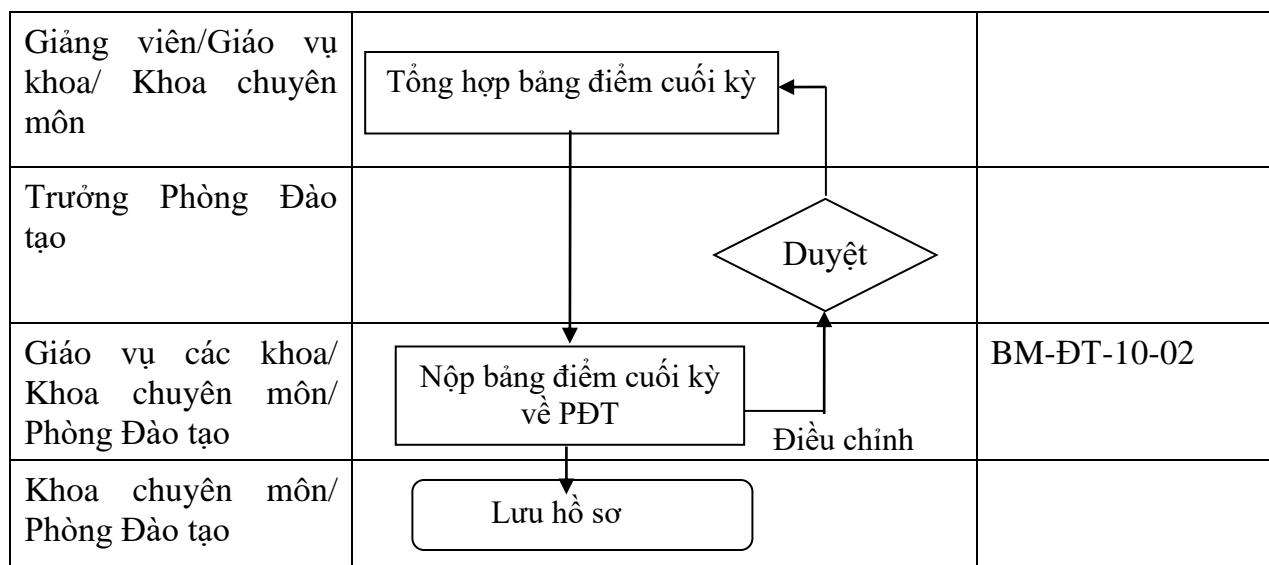 Giảng viên/Giáo vụ
khoa/ Khoa chuyên
môn
Tổng hợp bảng điểm cuối kỳ
Trưởng Phòng Đào
tạo
Duyệt
Giáo vụ các khoa/
Khoa chuyên môn/
Phòng Đào tạo
Nộp bảng điểm cuối kỳ
về PĐT
Điều chỉnh
BM-ĐT-10-02
Khoa chuyên môn/
Phòng Đào tạo
Lưu hồ sơ